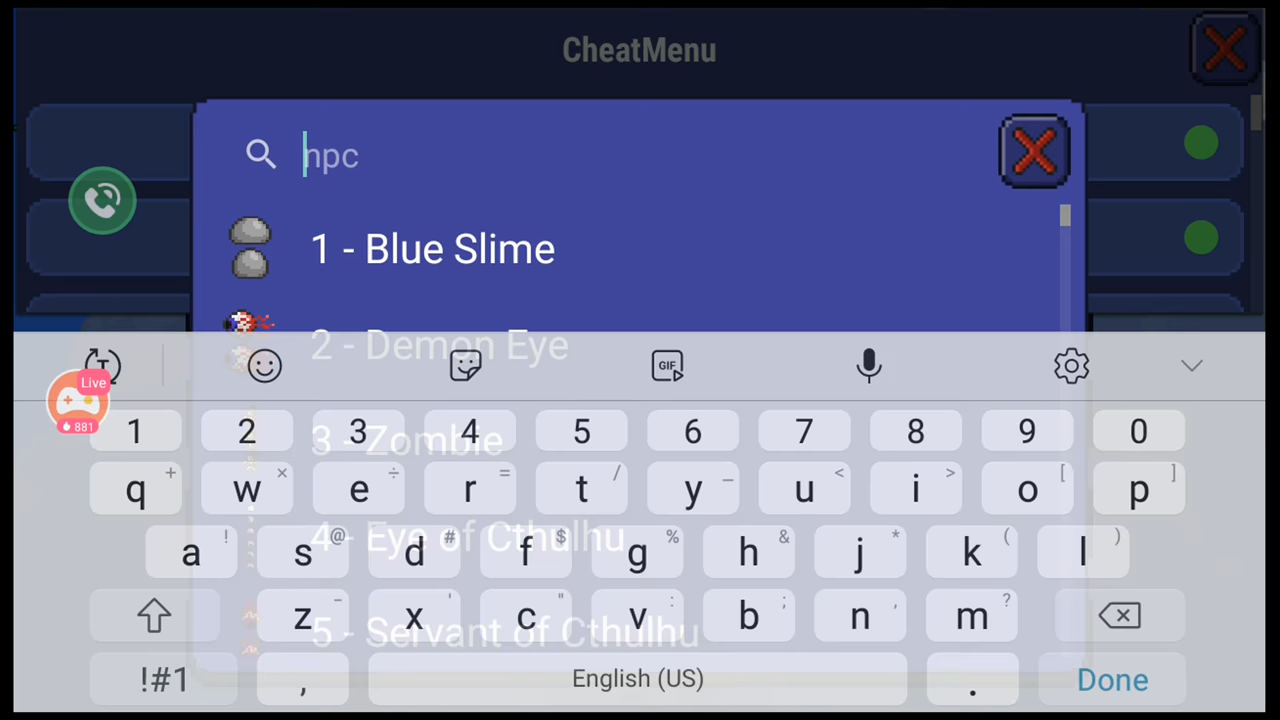 CheatMenu
npc
1 - Blue Slime
2 - Demon Eye
3 - Zombie
4 - Eye of Cthulhu
5 - Servant of Cthulhu
T
GIF
Live
881
1 2 3 4 5 6 7 8 9 0
q + w × e ÷ r = t / y _ u < i > o [ p ]
a ! s @ d # f $ g % h & j * k ( l )
z - x ' c " v : b ; n , m ?
!#1 , English (US) . Done